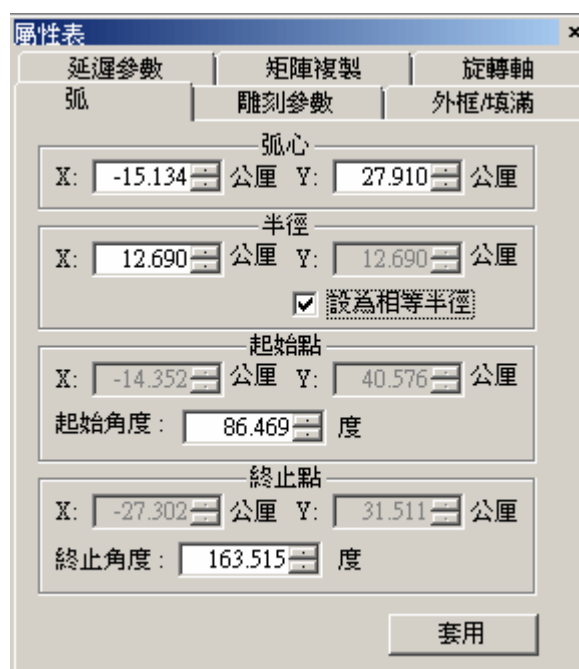 屬性表
延遲參數 矩陣複製 旋轉軸
弧 雕刻參數 外框/填滿
弧心
X: -15.134 公厘 Y: 27.910 公厘
半徑
X: 12.690 公厘 Y: 12.690 公厘
設為相等半徑
起始點
X: -14.352 公厘 Y: 40.576 公厘
起始角度: 86.469 度
終止點
X: -27.302 公厘 Y: 31.511 公厘
終止角度: 163.515 度
套用